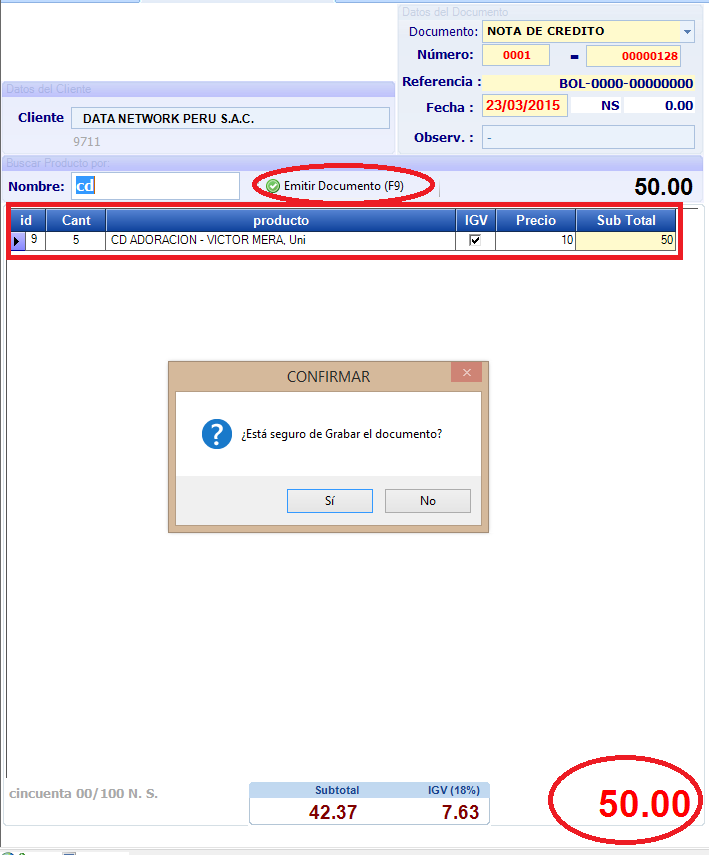 Datos del Documento
Documento: NOTA DE CREDITO
Número: 0001 - 00000128
Referencia : BOL-0000-00000000
Datos del Cliente
Fecha : 23/03/2015 NS 0.00
Cliente DATA NETWORK PERU S.A.C.
Observ. : -
9711
Buscar Producto por:
Nombre: cd Emitir Documento (F9) 50.00
id Cant producto IGV Precio Sub Total
9 5 CD ADORACION - VICTOR MERA, Uni 10 50
CONFIRMAR
¿Está seguro de Grabar el documento?
Sí No
Subtotal IGV (18%)
cincuenta 00/100 N. S.
42.37 7.63 50.00